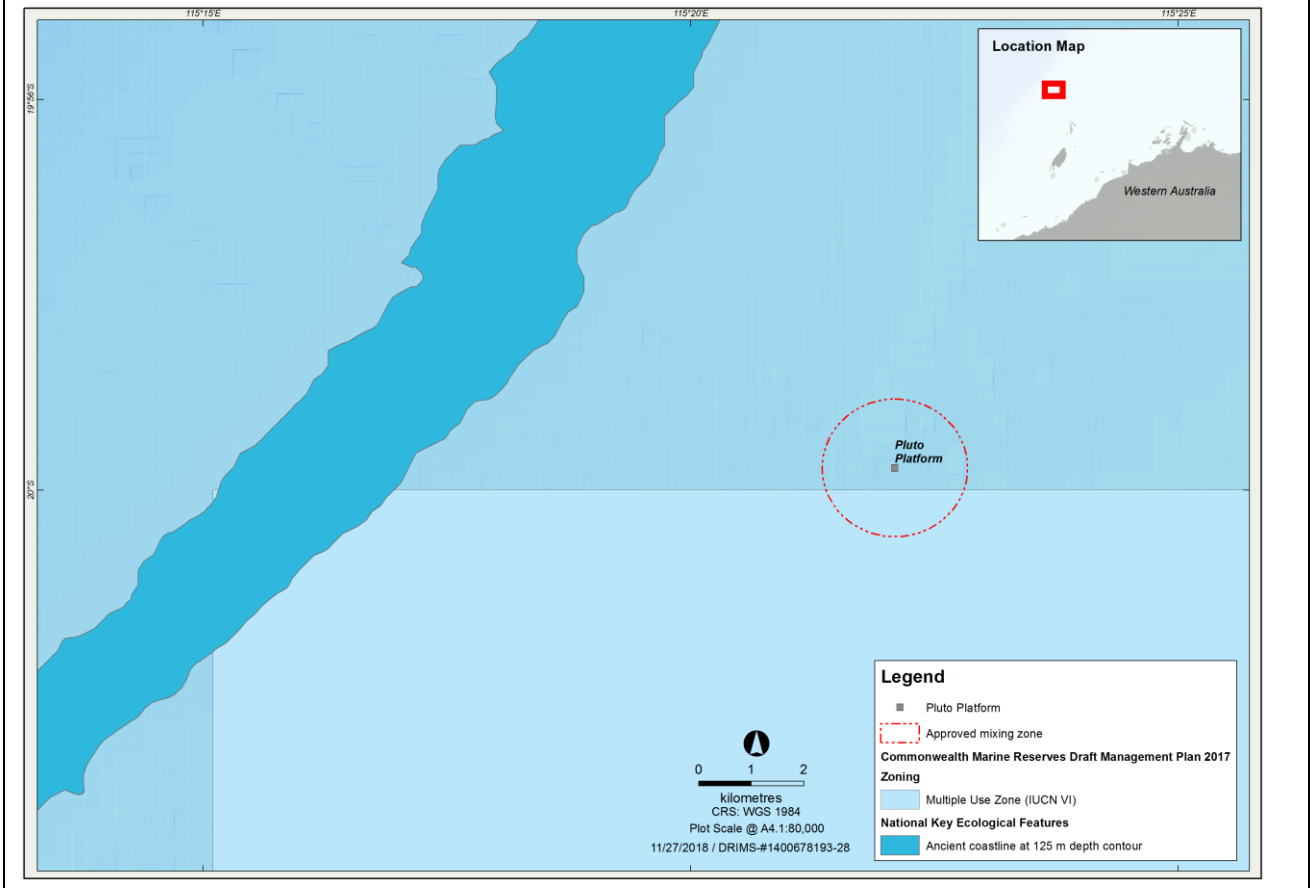 115°15'E
115°20'E
115°25'E
19°56'S
20°S
Location Map
Western Australia
Pluto
Platform
0 1 2
kilometres
CRS: WGS 1984
Plot Scale @ A4.1:80,000
11/27/2018 / DRIMS-#1400678193-28
Legend
Pluto Platform
Approved mixing zone
Commonwealth Marine Reserves Draft Management Plan 2017
Zoning
Multiple Use Zone (IUCN VI)
National Key Ecological Features
Ancient coastline at 125 m depth contour